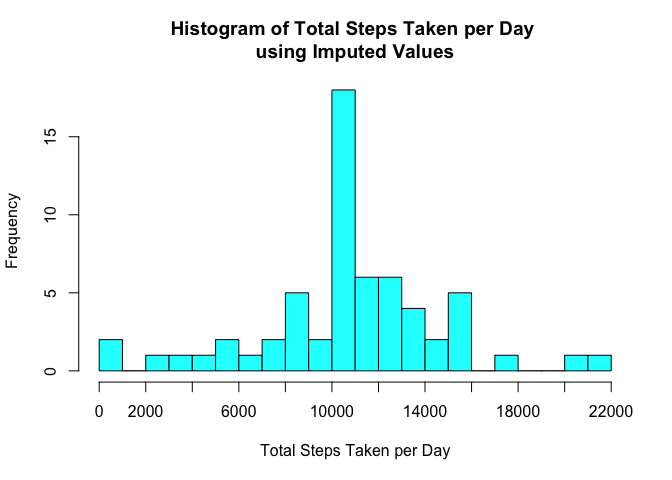 Histogram of Total Steps Taken per Day
using Imputed Values
Frequency
15
10
5
0
0 2000 6000 10000 14000 18000 22000
Total Steps Taken per Day